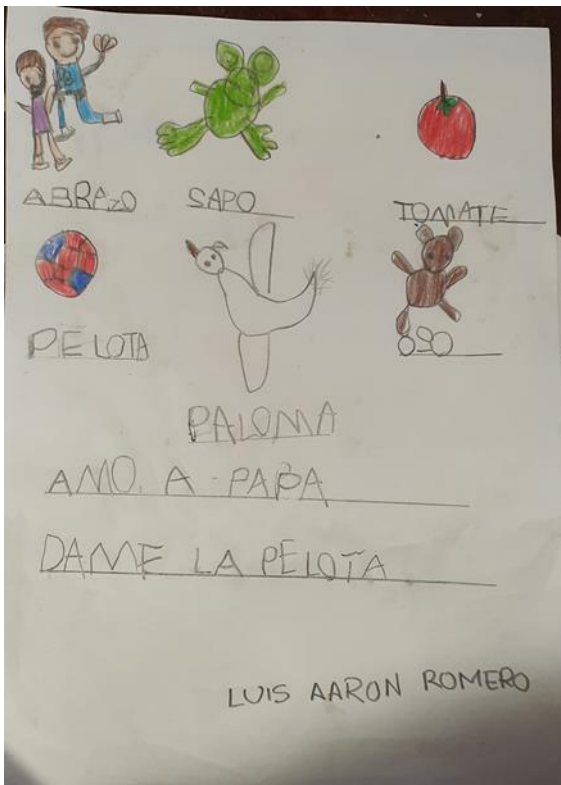 ABRAZO SAPO TOMATE
PELOTA OSO
PALOMA
AMO. A PAPA
DAME LA PELOTA
LUIS AARON ROMERO